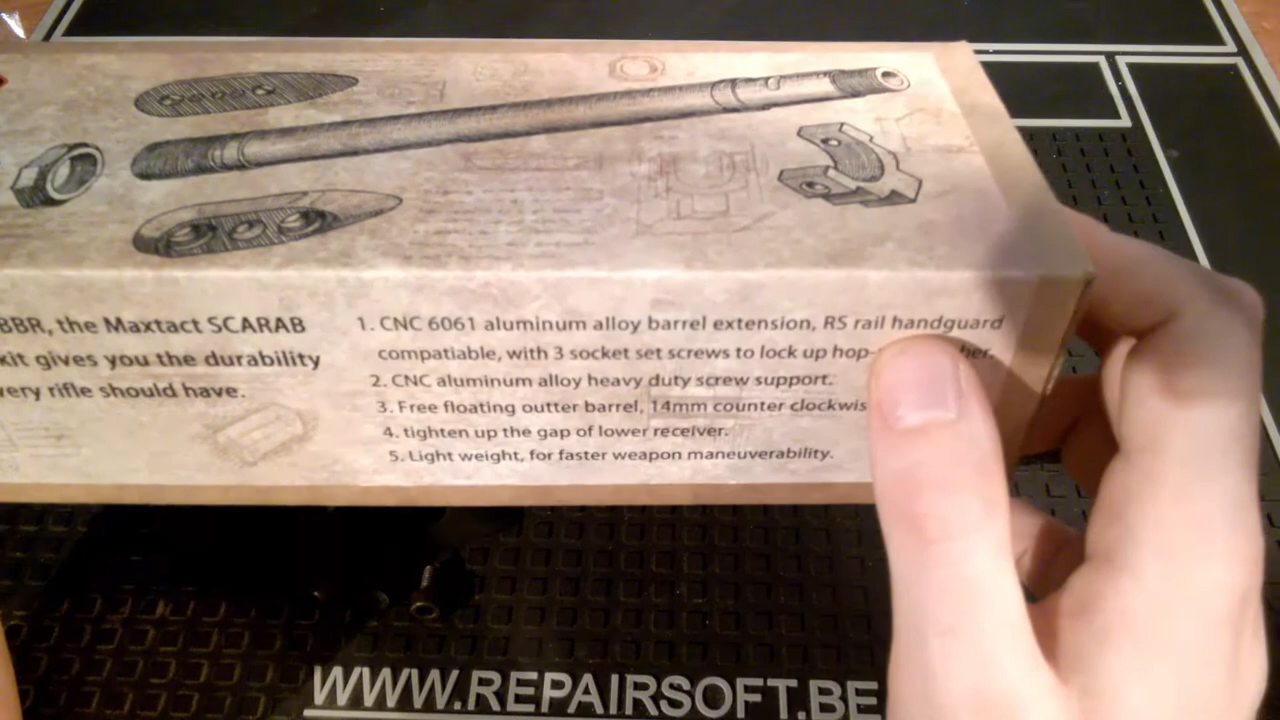 BBR, the Maxtact SCARAB
kit gives you the durability
very rifle should have.
1. CNC 6061 aluminum alloy barrel extension, RS rail handguard
compatiable, with 3 socket set screws to lock up hop-
2. CNC aluminum alloy heavy duty screw support.
3. Free floating outter barrel, 14mm counter clockwis
4. tighten up the gap of lower receiver.
5. Light weight, for faster weapon maneuverability.
WWW.REPAIRSOFT.BE